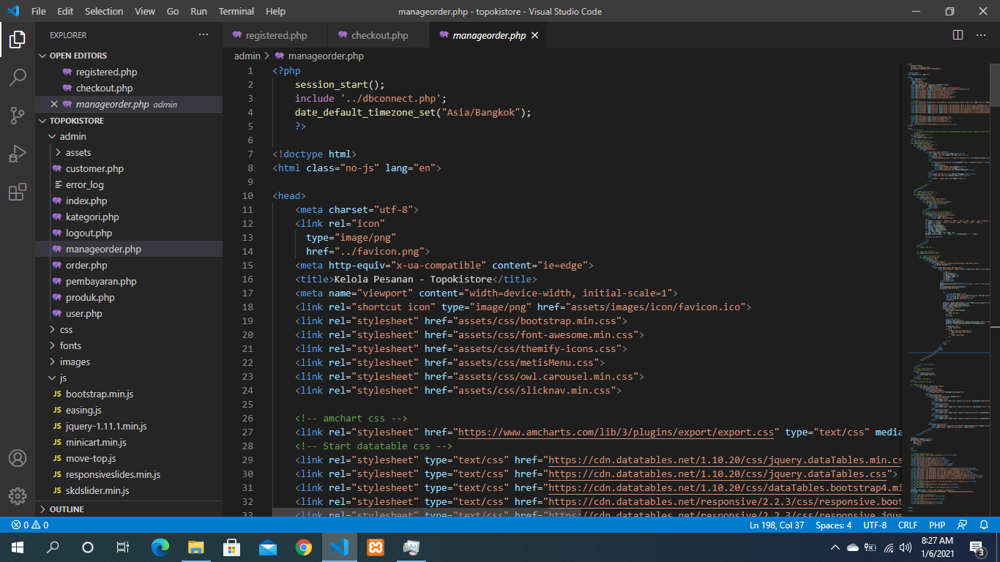 File Edit Selection View Go Run Terminal Help manageorder.php - topokistore - Visual Studio Code
EXPLORER
OPEN EDITORS
registered.php
checkout.php
manageorder.php admin
TOPOKISTORE
admin
assets
customer.php
error_log
index.php
kategori.php
logout.php
manageorder.php
order.php
pembayaran.php
produk.php
user.php
css
fonts
images
js
JS bootstrap.min.js
JS easing.js
JS jquery-1.11.1.min.js
JS minicart.min.js
JS move-top.js
JS responsiveslides.min.js
JS skdslider.min.js
OUTLINE
registered.php checkout.php manageorder.php
admin > manageorder.php
1 <?php
2 session_start();
3 include '../dbconnect.php';
4 date_default_timezone_set("Asia/Bangkok");
5 ?>
6
7 <!doctype html>
8 <html class="no-js" lang="en">
9
10 <head>
11 <meta charset="utf-8">
12 <link rel="icon"
13 type="image/png"
14 href="../favicon.png">
15 <meta http-equiv="x-ua-compatible" content="ie=edge">
16 <title>Kelola Pesanan - Topokistore</title>
17 <meta name="viewport" content="width=device-width, initial-scale=1">
18 <link rel="shortcut icon" type="image/png" href="assets/images/icon/favicon.ico">
19 <link rel="stylesheet" href="assets/css/bootstrap.min.css">
20 <link rel="stylesheet" href="assets/css/font-awesome.min.css">
21 <link rel="stylesheet" href="assets/css/themify-icons.css">
22 <link rel="stylesheet" href="assets/css/metisMenu.css">
23 <link rel="stylesheet" href="assets/css/owl.carousel.min.css">
24 <link rel="stylesheet" href="assets/css/slicknav.min.css">
25
26 <!-- amchart css -->
27 <link rel="stylesheet" href="https://www.amcharts.com/lib/3/plugins/export/export.css" type="text/css" media
28 <!-- Start datatable css -->
29 <link rel="stylesheet" type="text/css" href="https://cdn.datatables.net/1.10.20/css/jquery.dataTables.min.cs
30 <link rel="stylesheet" type="text/css" href="https://cdn.datatables.net/1.10.20/css/jquery.dataTables.css">
31 <link rel="stylesheet" type="text/css" href="https://cdn.datatables.net/1.10.20/css/dataTables.bootstrap4.mi
32 <link rel="stylesheet" type="text/css" href="https://cdn.datatables.net/responsive/2.2.3/css/responsive.boot
33 <link rel="stylesheet" type="text/css" href="https://cdn.datatables.net/responsive/2.2.3/css/responsive.jque
0 0 Ln 198, Col 37 Spaces: 4 UTF-8 CRLF PHP
8:27 AM
1/6/2021
3